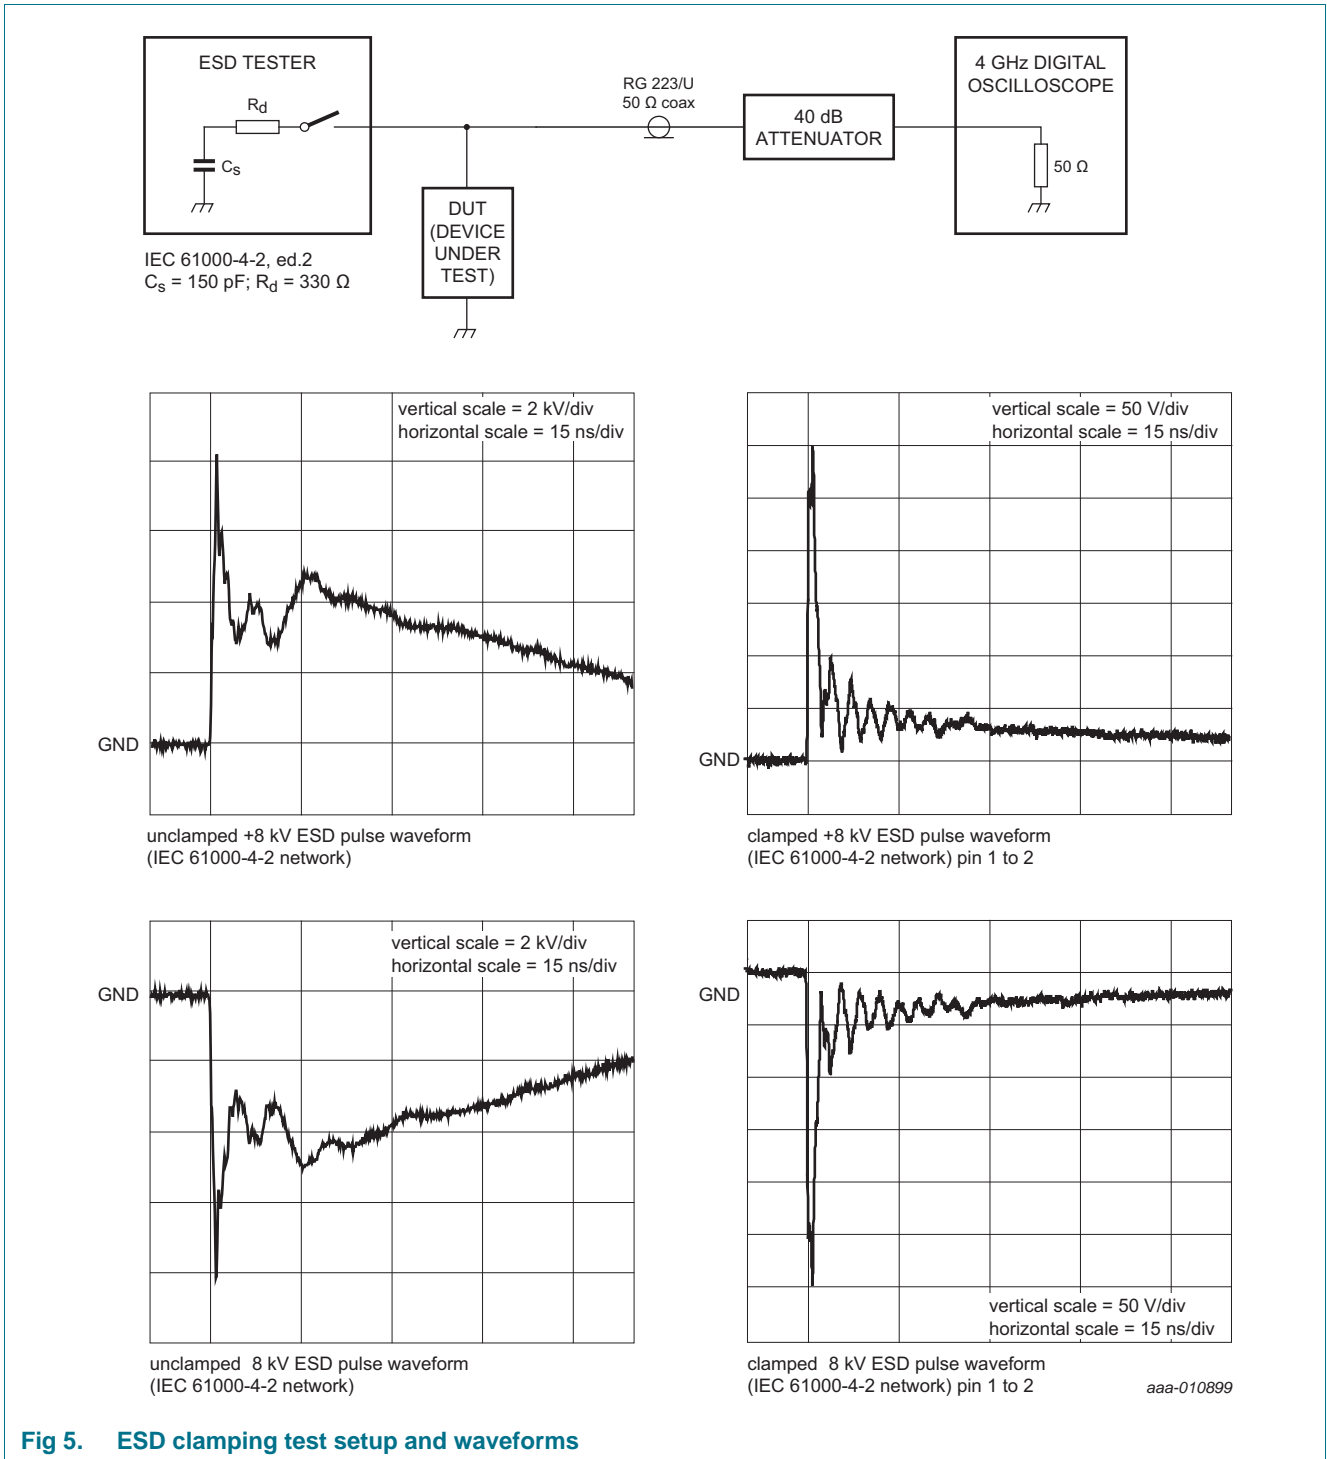 ESD TESTER
Rd
Cs
IEC 61000-4-2, ed.2
Cs = 150 pF; Rd = 330 Ω
DUT
(DEVICE
UNDER
TEST)
RG 223/U
50 Ω coax
40 dB
ATTENUATOR
4 GHz DIGITAL
OSCILLOSCOPE
50 Ω
vertical scale = 2 kV/div
horizontal scale = 15 ns/div
GND
unclamped +8 kV ESD pulse waveform
(IEC 61000-4-2 network)
vertical scale = 50 V/div
horizontal scale = 15 ns/div
GND
clamped +8 kV ESD pulse waveform
(IEC 61000-4-2 network) pin 1 to 2
vertical scale = 2 kV/div
horizontal scale = 15 ns/div
GND
unclamped 8 kV ESD pulse waveform
(IEC 61000-4-2 network)
GND
vertical scale = 50 V/div
horizontal scale = 15 ns/div
clamped 8 kV ESD pulse waveform
(IEC 61000-4-2 network) pin 1 to 2
aaa-010899
Fig 5. ESD clamping test setup and waveforms